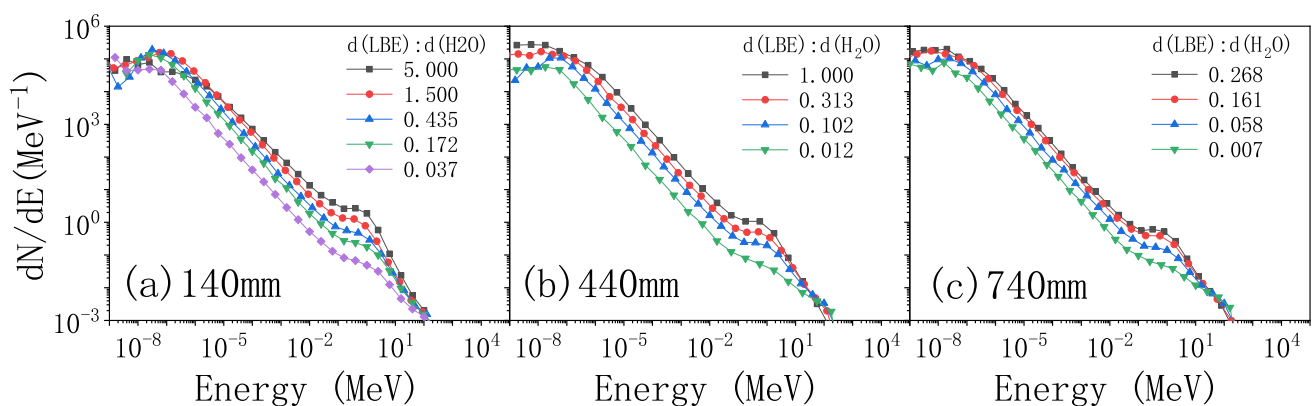 10^6
10^3
10^0
10^-3
dN/dE(MeV^-1)
d(LBE):d(H2O)
5.000
1.500
0.435
0.172
0.037
(a)140mm
10^-8 10^-5 10^-2 10^1 10^4
Energy (MeV)
d(LBE):d(H₂O)
1.000
0.313
0.102
0.012
(b)440mm
10^-8 10^-5 10^-2 10^1 10^4
Energy (MeV)
d(LBE):d(H₂O)
0.268
0.161
0.058
0.007
(c)740mm
10^-8 10^-5 10^-2 10^1 10^4
Energy (MeV)